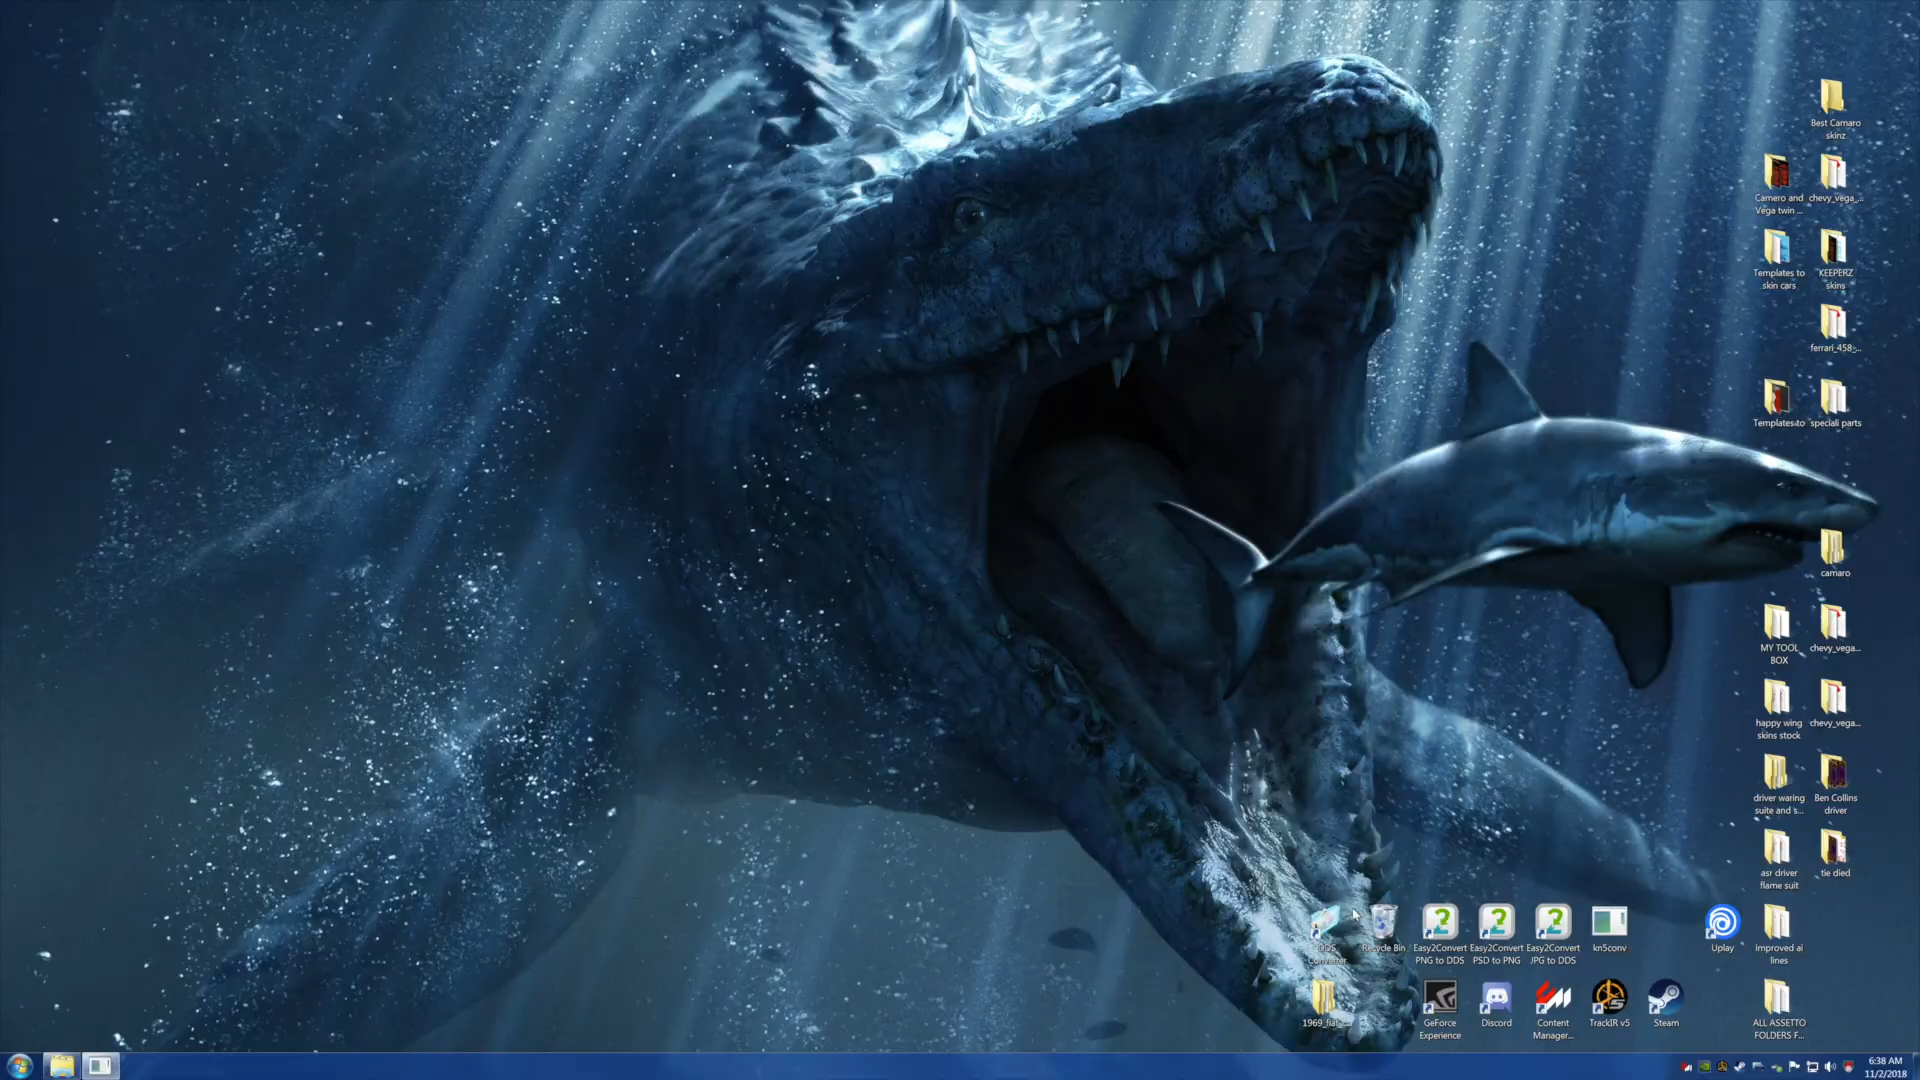 Best Camaro
skinz
Camero and
Vega twin ...
chevy_vega_...
Templates to
skin cars
KEEPERZ
skins
ferrari_458-...
Templates to
speciali parts
camaro
MY TOOL
BOX
chevy_vega...
happy wing
skins stock
chevy_vega...
driver waring
suite and s...
Ben Collins
driver
asr driver
flame suit
tie died
DDS
Converter
Recycle Bin
Easy2Convert
PNG to DDS
Easy2Convert
PSD to PNG
Easy2Convert
JPG to DDS
kn5conv
Uplay
improved ai
lines
GeForce
Experience
Discord
Content
Manager...
TrackIR v5
Steam
ALL ASSETTO
FOLDERS F...
6:38 AM
11/2/2018